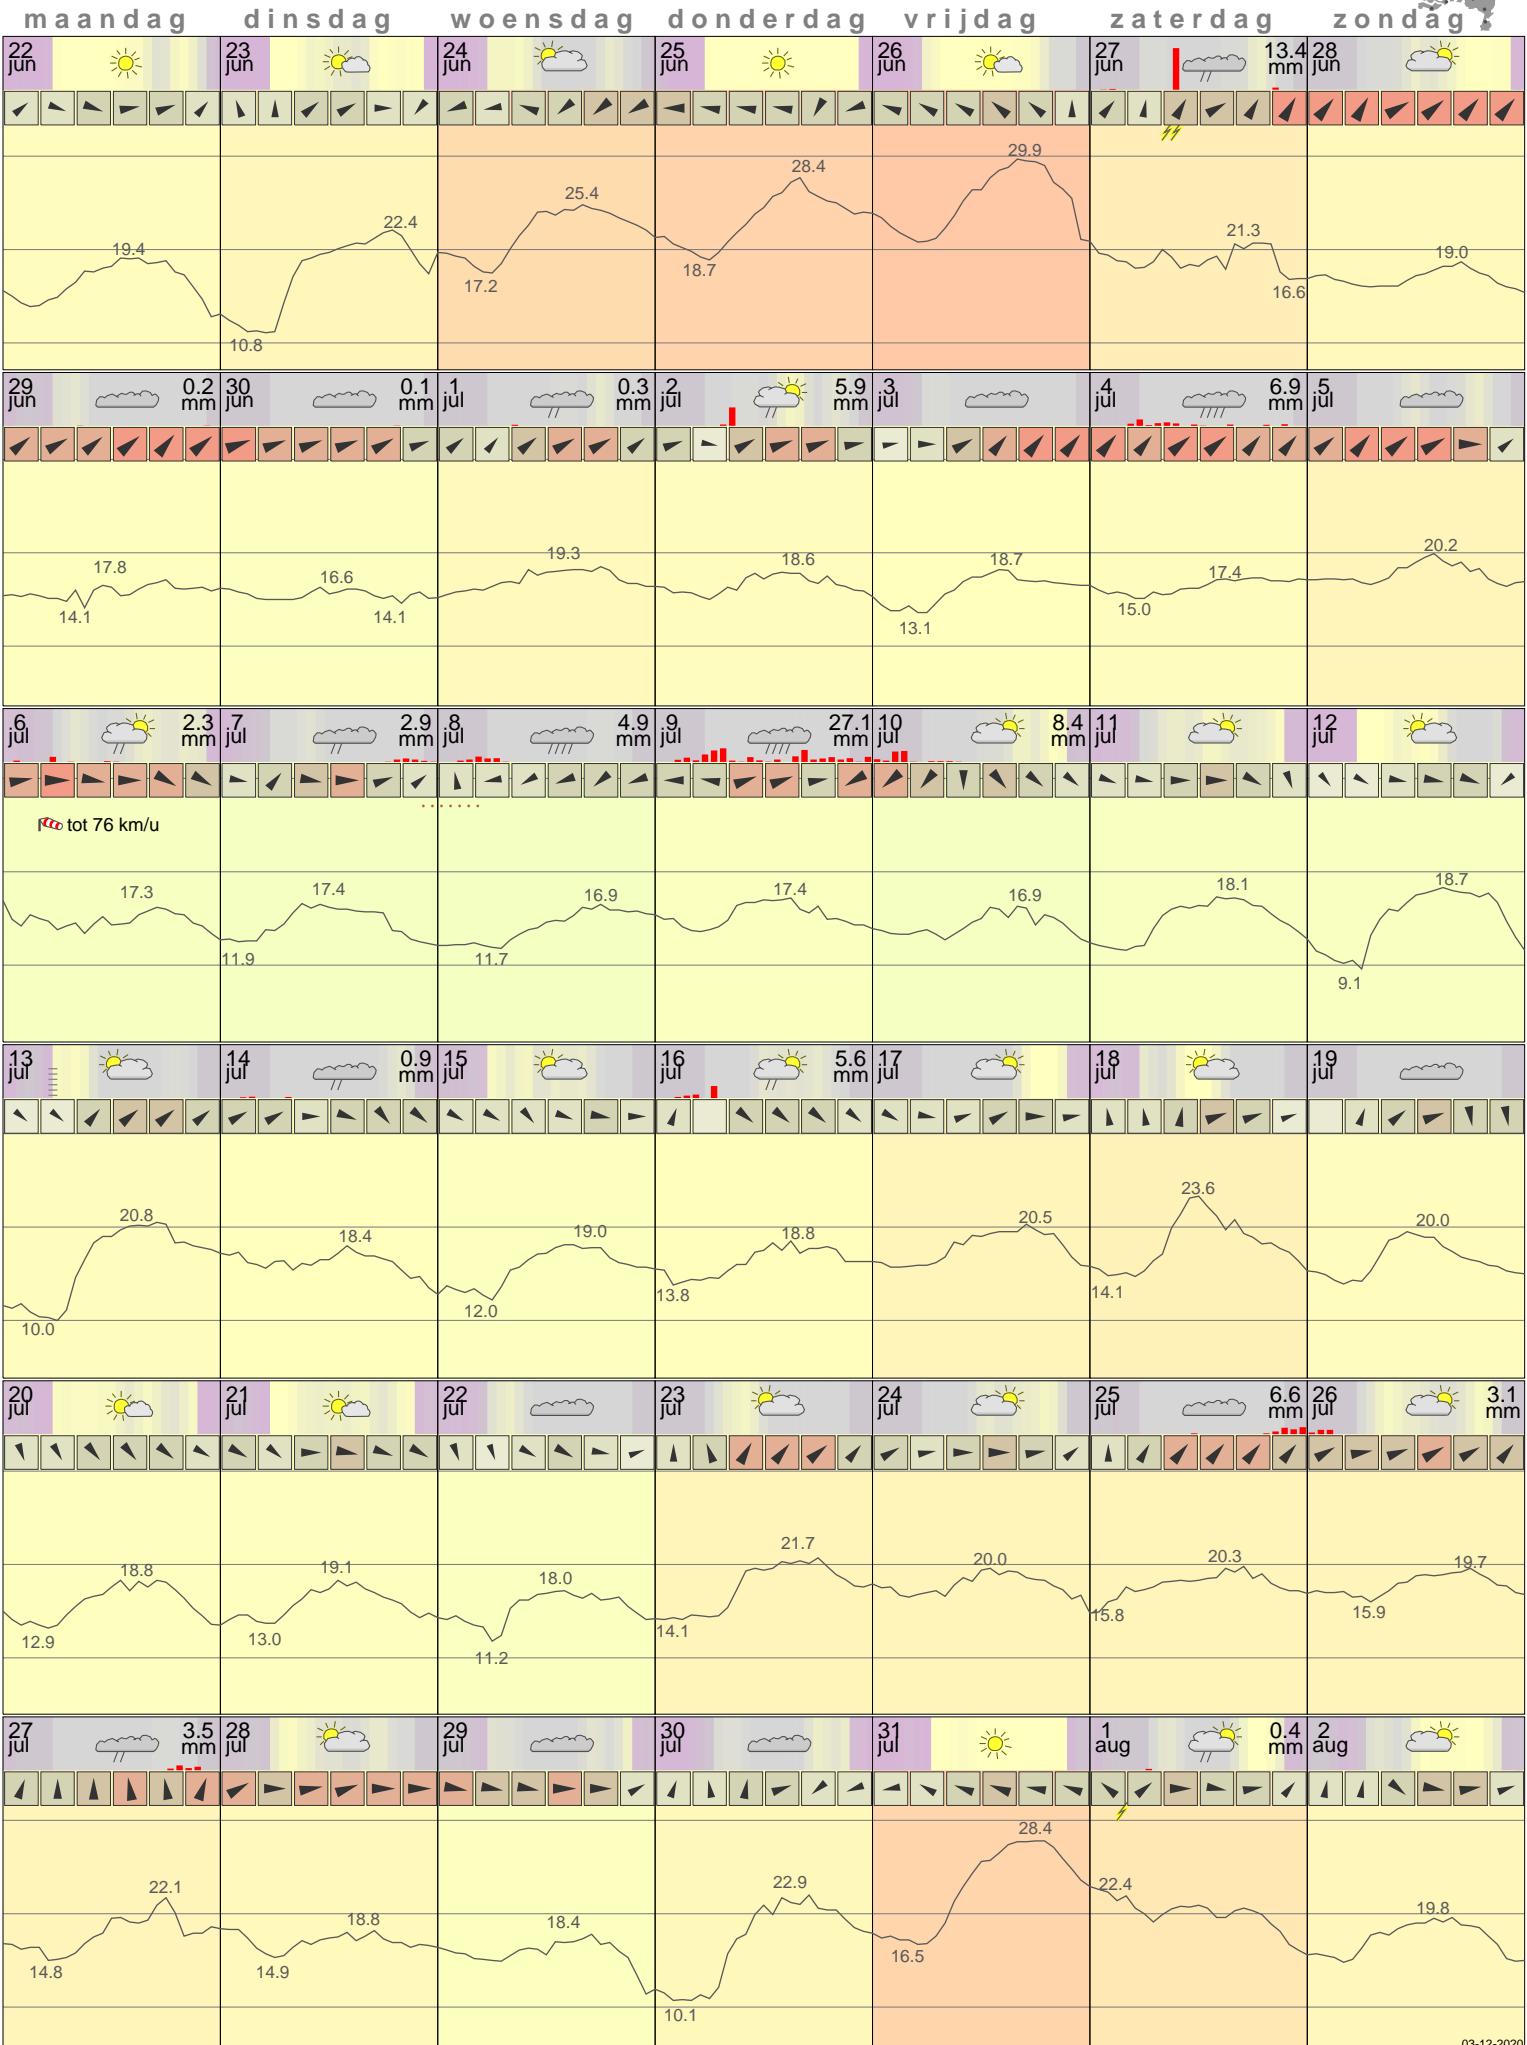 maandag dinsdag woensdag donderdag vrijdag zaterdag zondag
22 jun 23 jun 24 jun 25 jun 26 jun 27 jun 13.4 mm 28 jun
19.4 10.8 22.4 17.2 25.4 18.7 28.4 29.9 21.3 16.6 19.0
29 jun 0.2 mm 30 jun 0.1 mm 1 jul 0.3 mm 2 jul 5.9 mm 3 jul 4 jul 6.9 mm 5 jul
14.1 17.8 16.6 14.1 19.3 18.6 13.1 18.7 15.0 17.4 20.2
6 jul 2.3 mm 7 jul 2.9 mm 8 jul 4.9 mm 9 jul 27.1 mm 10 jul 8.4 mm 11 jul 12 jul
tot 76 km/u
17.3 11.9 17.4 11.7 16.9 17.4 16.9 18.1 9.1 18.7
13 jul 14 jul 0.9 mm 15 jul 16 jul 5.6 mm 17 jul 18 jul 19 jul
10.0 20.8 18.4 12.0 19.0 13.8 18.8 20.5 14.1 23.6 20.0
20 jul 21 jul 22 jul 23 jul 24 jul 25 jul 6.6 mm 26 jul 3.1 mm
12.9 18.8 13.0 19.1 11.2 18.0 14.1 21.7 20.0 15.8 20.3 15.9 19.7
27 jul 3.5 mm 28 jul 29 jul 30 jul 31 jul 1 aug 0.4 mm 2 aug
14.8 22.1 14.9 18.8 18.4 10.1 22.9 16.5 28.4 22.4 19.8
03-12-2020